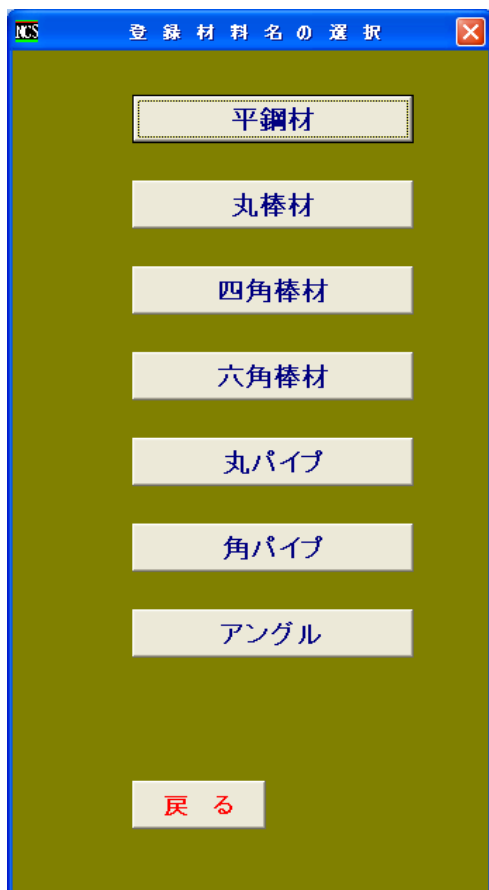 NCS 登録材料名の選択
平鋼材
丸棒材
四角棒材
六角棒材
丸パイプ
角パイプ
アングル
戻る